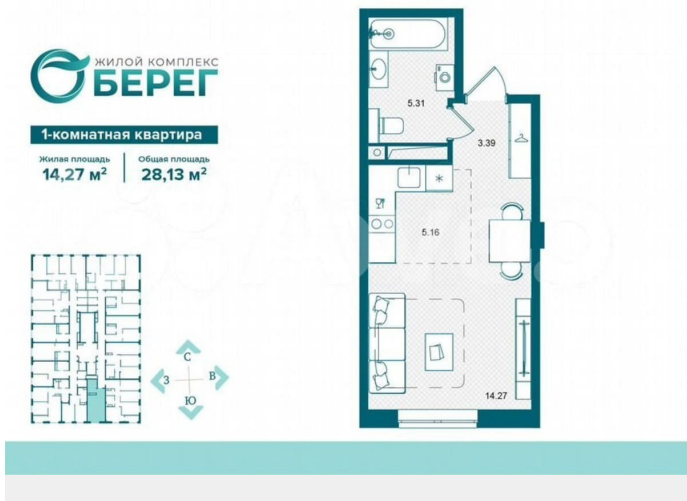 ЖИЛОЙ КОМПЛЕКС
БЕРЕГ
1-комнатная квартира
Жилая площадь
14,27 м²
Общая площадь
28,13 м²
5.31
3.39
5.16
14.27
С
З
В
Ю
Avito